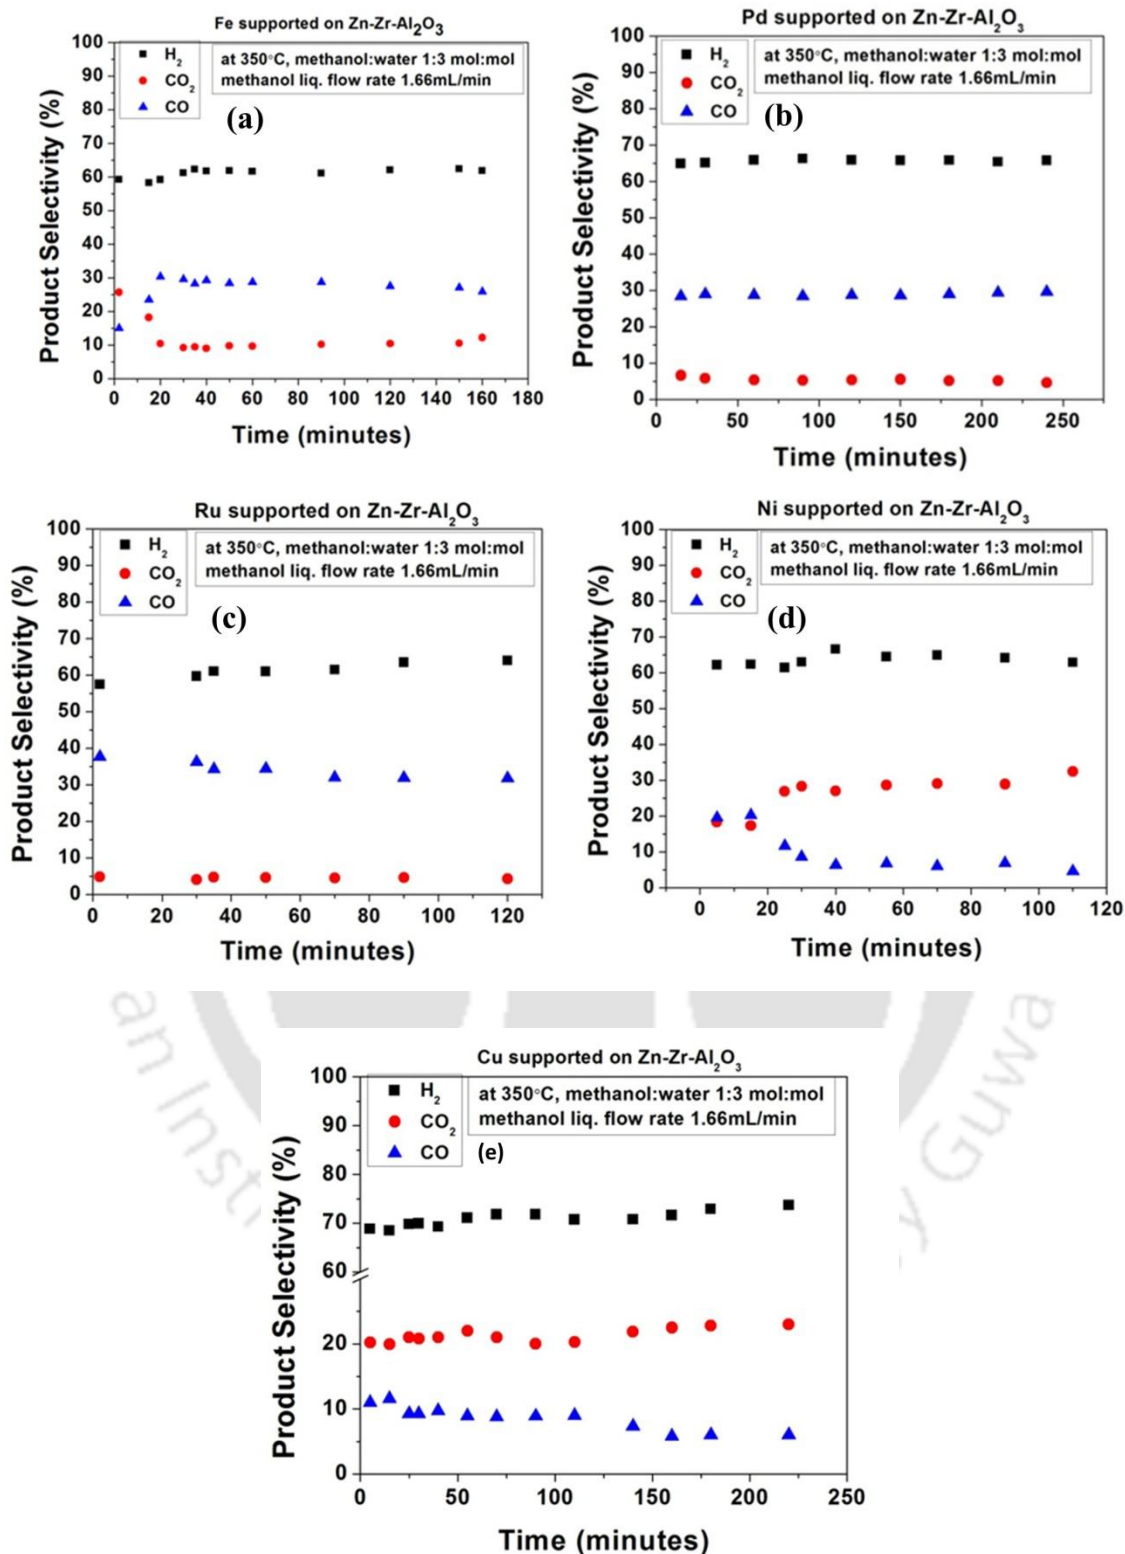 Fe supported on Zn-Zr-Al₂O₃
H₂
CO₂
CO
at 350°C, methanol:water 1:3 mol:mol
methanol liq. flow rate 1.66mL/min
(a)
Product Selectivity (%)
100
90
80
70
60
50
40
30
20
10
0
0 20 40 60 80 100 120 140 160 180
Time (minutes)
Pd supported on Zn-Zr-Al₂O₃
H₂
CO₂
CO
at 350°C, methanol:water 1:3 mol:mol
methanol liq. flow rate 1.66mL/min
(b)
Product Selectivity (%)
100
90
80
70
60
50
40
30
20
10
0
0 50 100 150 200 250
Time (minutes)
Ru supported on Zn-Zr-Al₂O₃
H₂
CO₂
CO
at 350°C, methanol:water 1:3 mol:mol
methanol liq. flow rate 1.66mL/min
(c)
Product Selectivity (%)
100
90
80
70
60
50
40
30
20
10
0
0 20 40 60 80 100 120
Time (minutes)
Ni supported on Zn-Zr-Al₂O₃
H₂
CO₂
CO
at 350°C, methanol:water 1:3 mol:mol
methanol liq. flow rate 1.66mL/min
(d)
Product Selectivity (%)
100
90
80
70
60
50
40
30
20
10
0
0 20 40 60 80 100 120
Time (minutes)
Cu supported on Zn-Zr-Al₂O₃
H₂
CO₂
CO
at 350°C, methanol:water 1:3 mol:mol
methanol liq. flow rate 1.66mL/min
(e)
Product Selectivity (%)
100
90
80
70
60
20
10
0
0 50 100 150 200 250
Time (minutes)